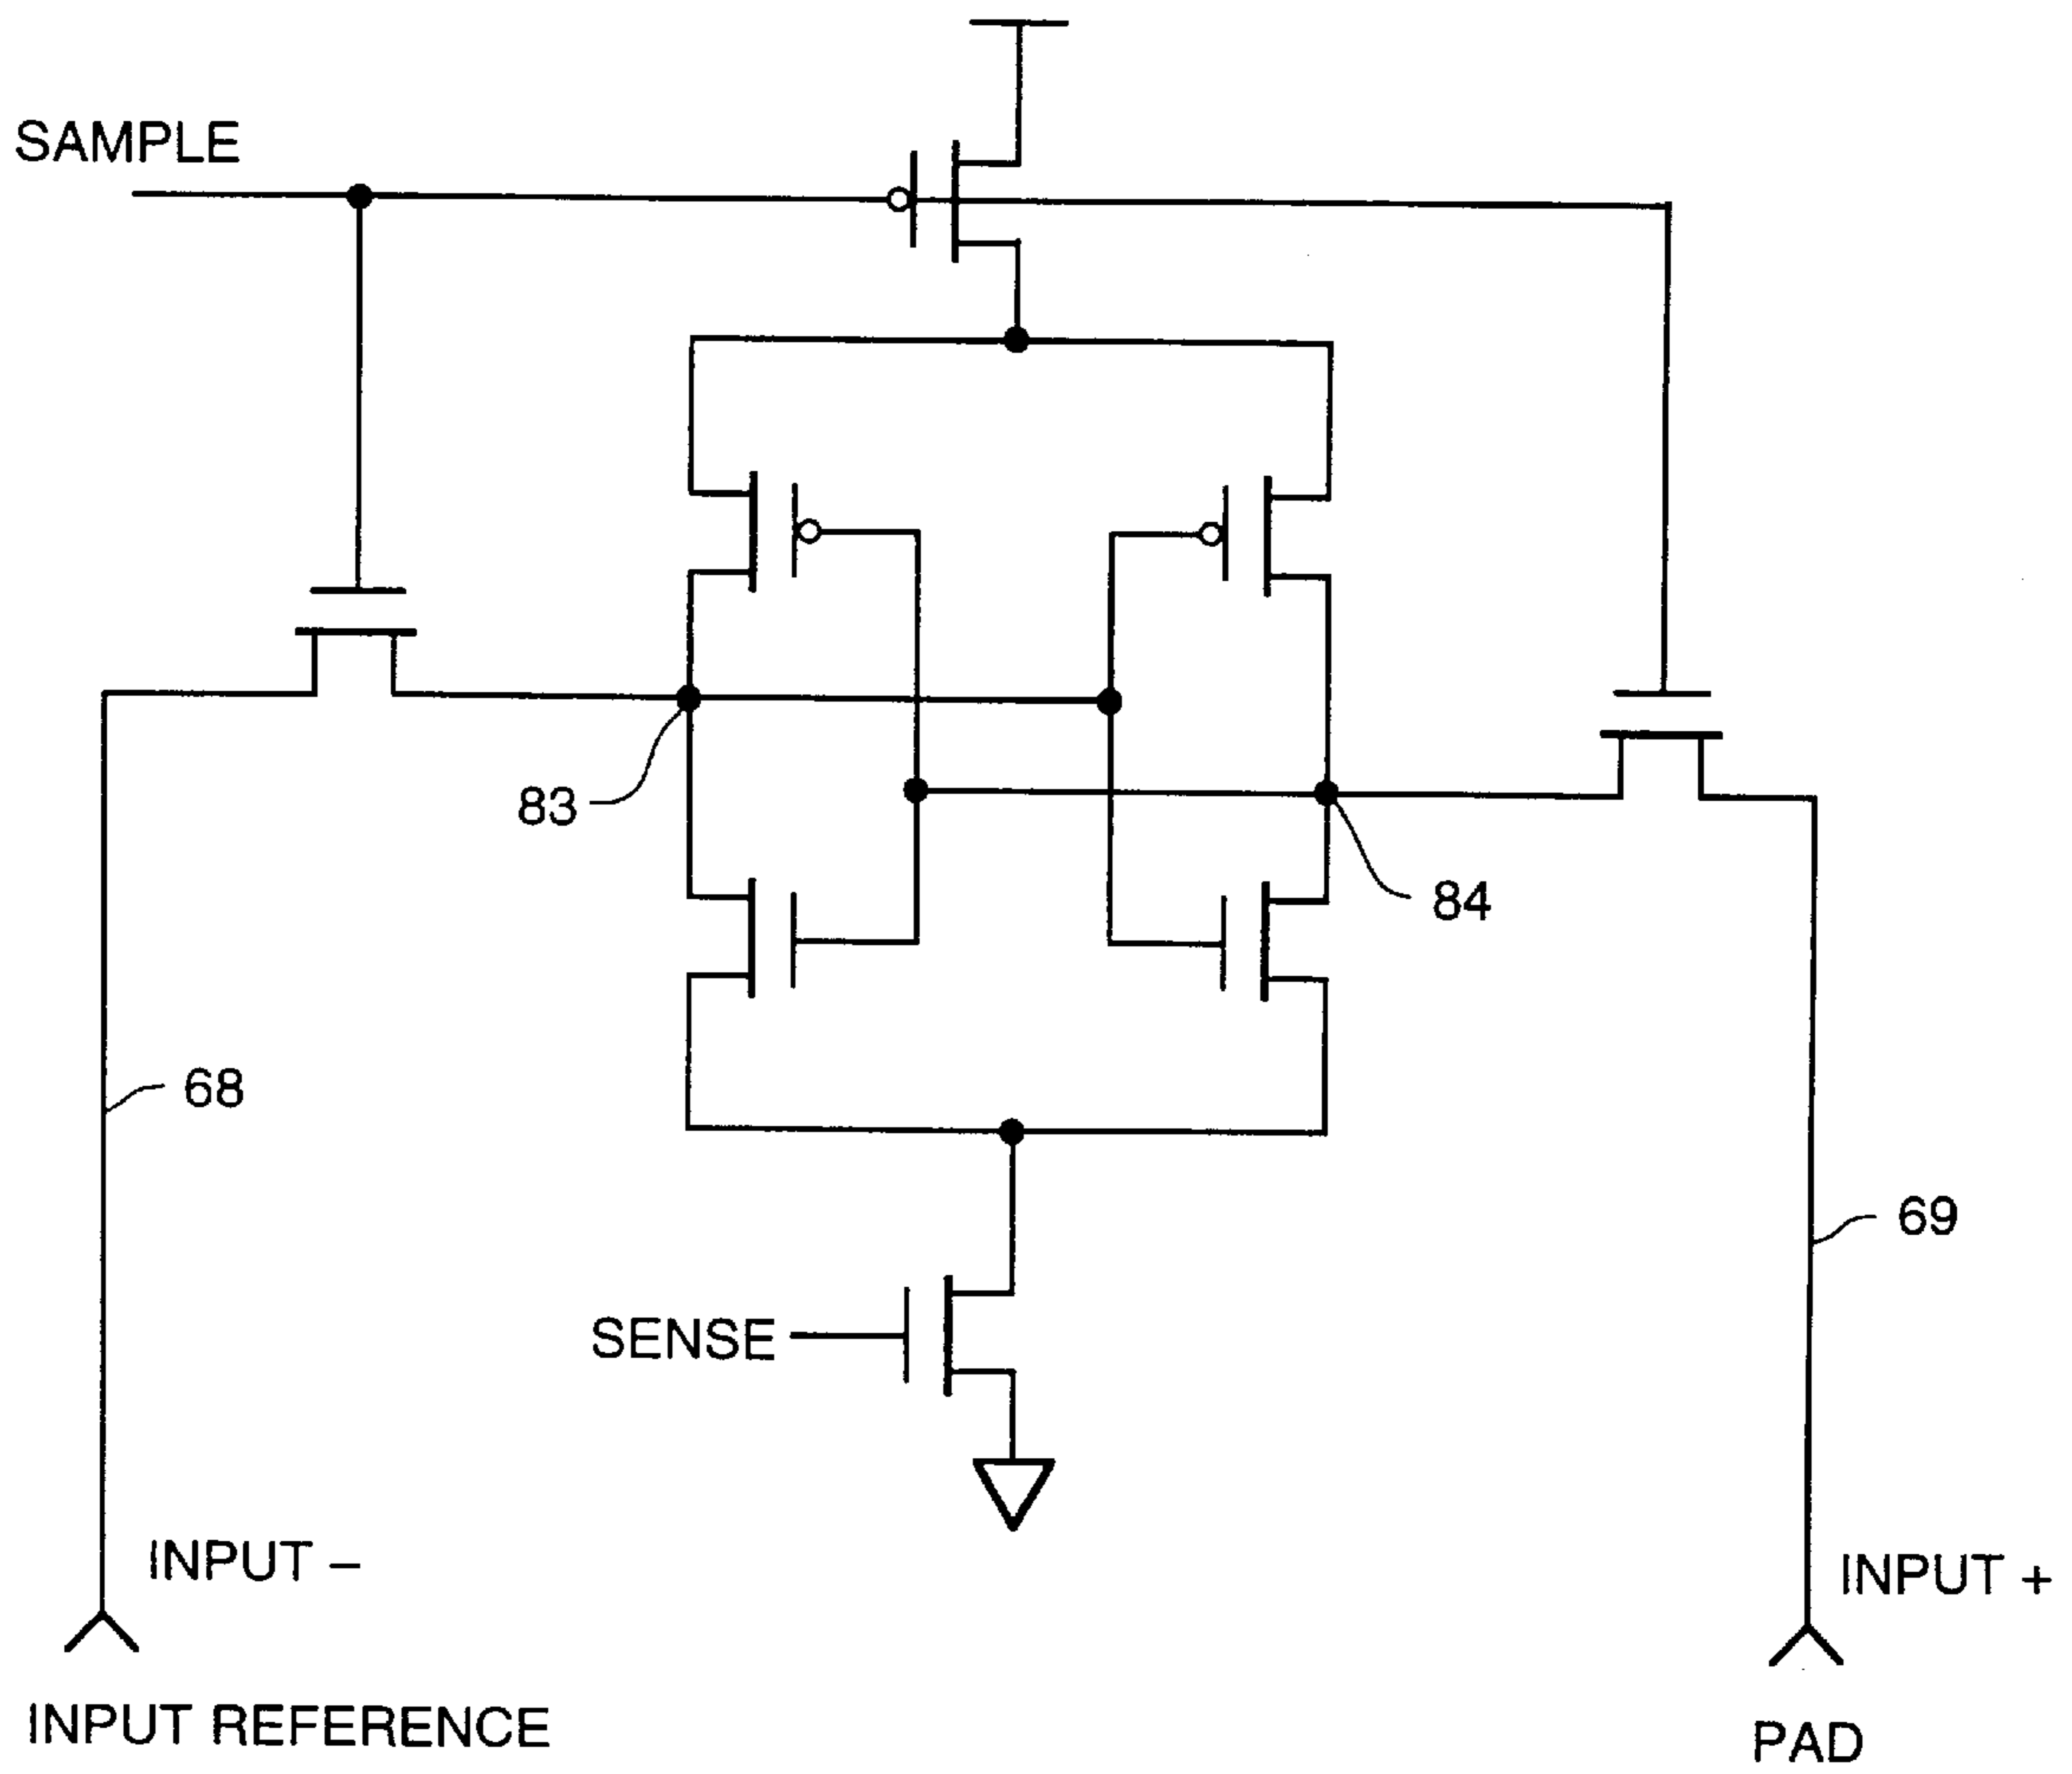 SAMPLE
83
84
68
69
SENSE
INPUT –
INPUT +
INPUT REFERENCE
PAD